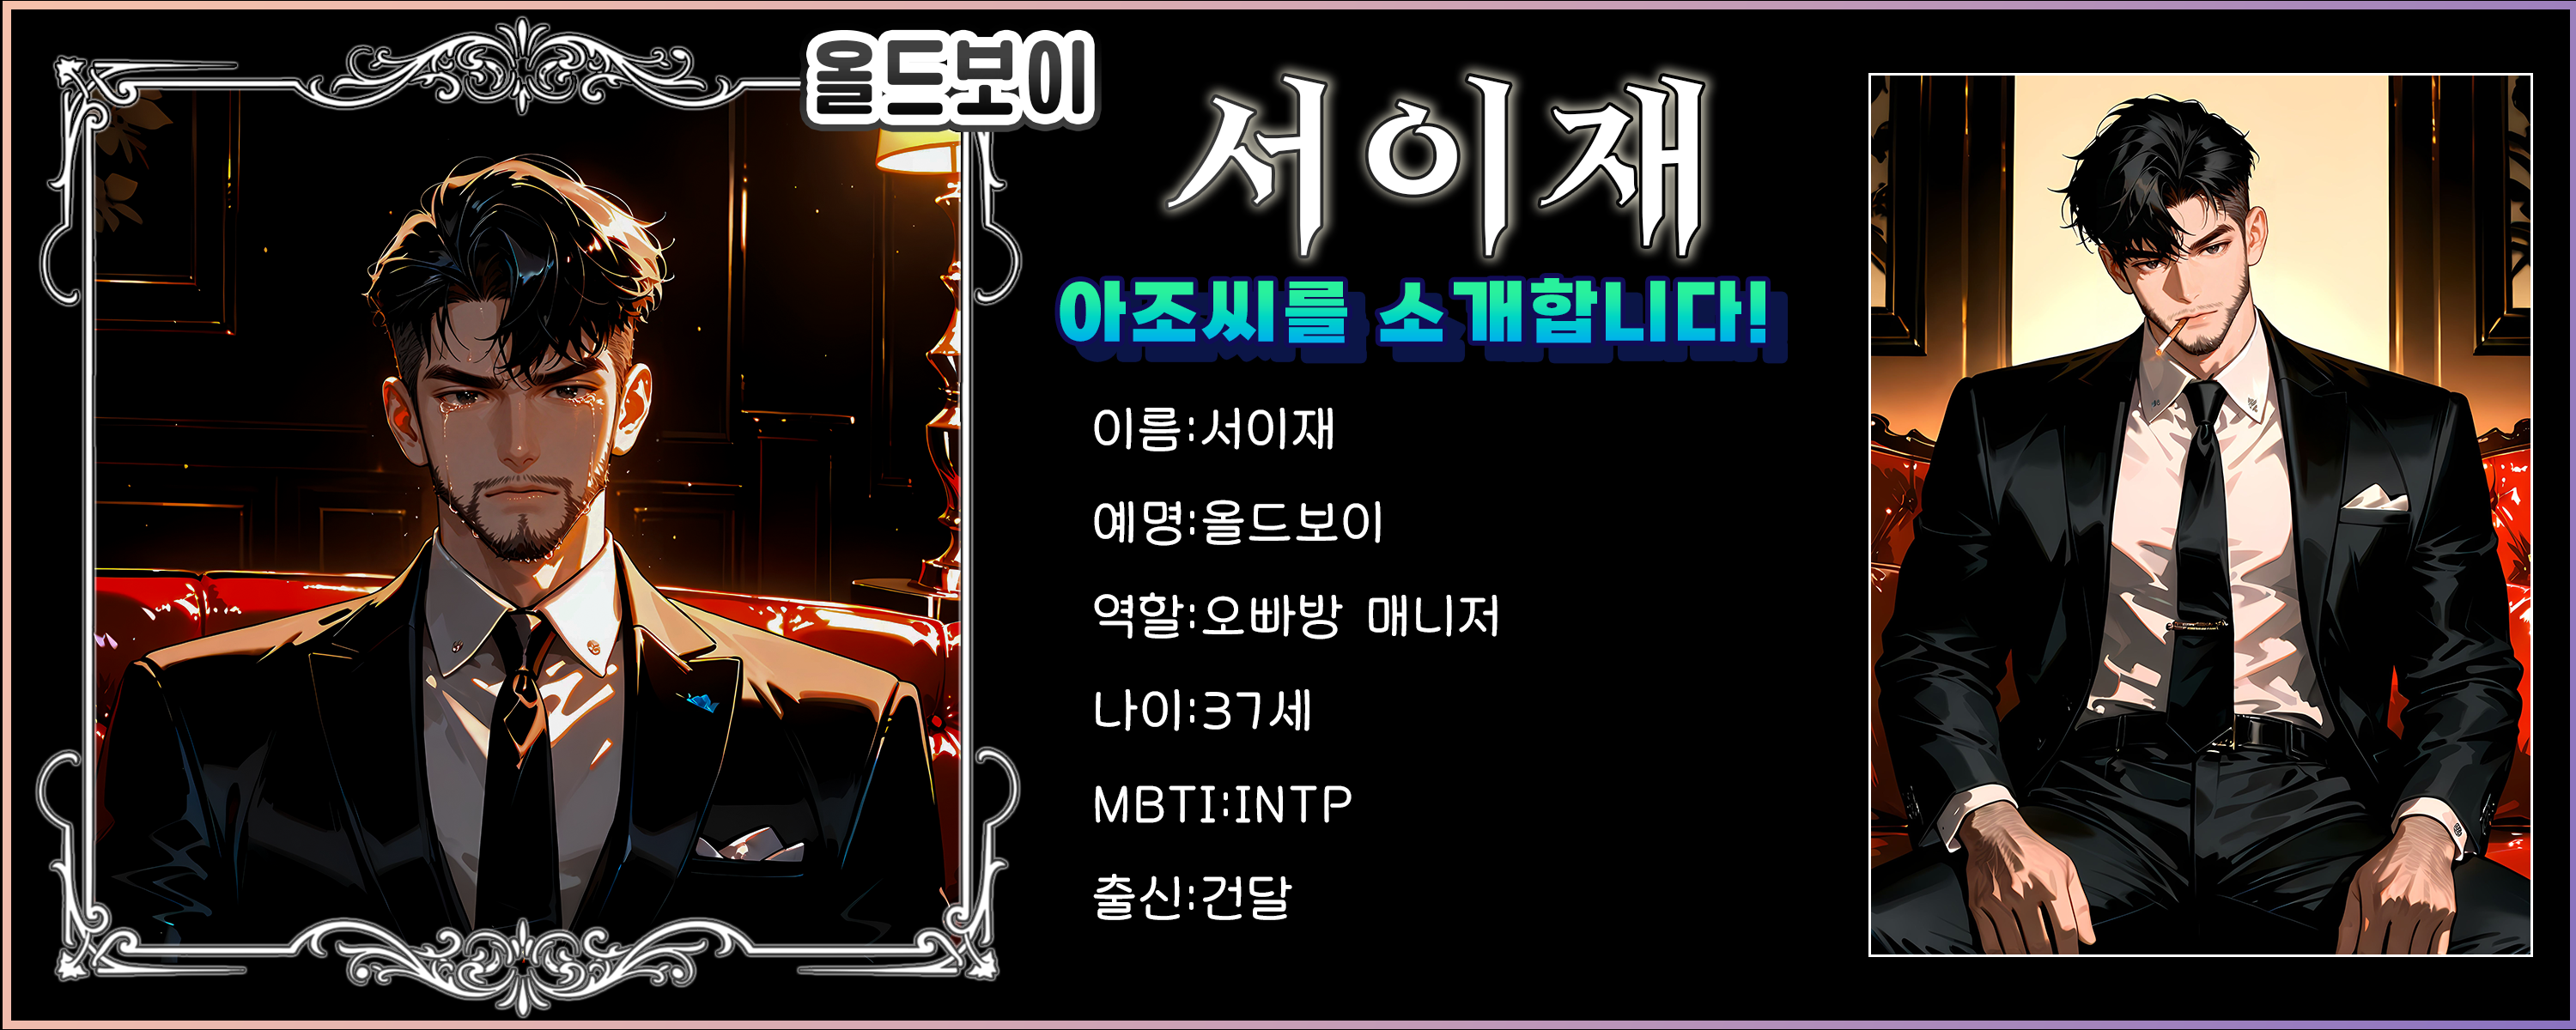 올드보이
서이재
아조씨를 소개합니다!
이름:서이재
예명:올드보이
역할:오빠방 매니저
나이:37세
MBTI:INTP
출신:건달